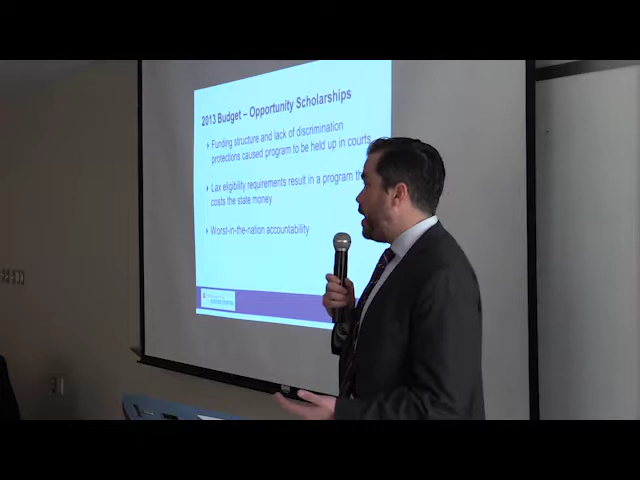 2013 Budget – Opportunity Scholarships
Funding structure and lack of discrimination
protections caused program to be held up in courts
Lax eligibility requirements result in a program
costs the state money
Worst-in-the-nation accountability